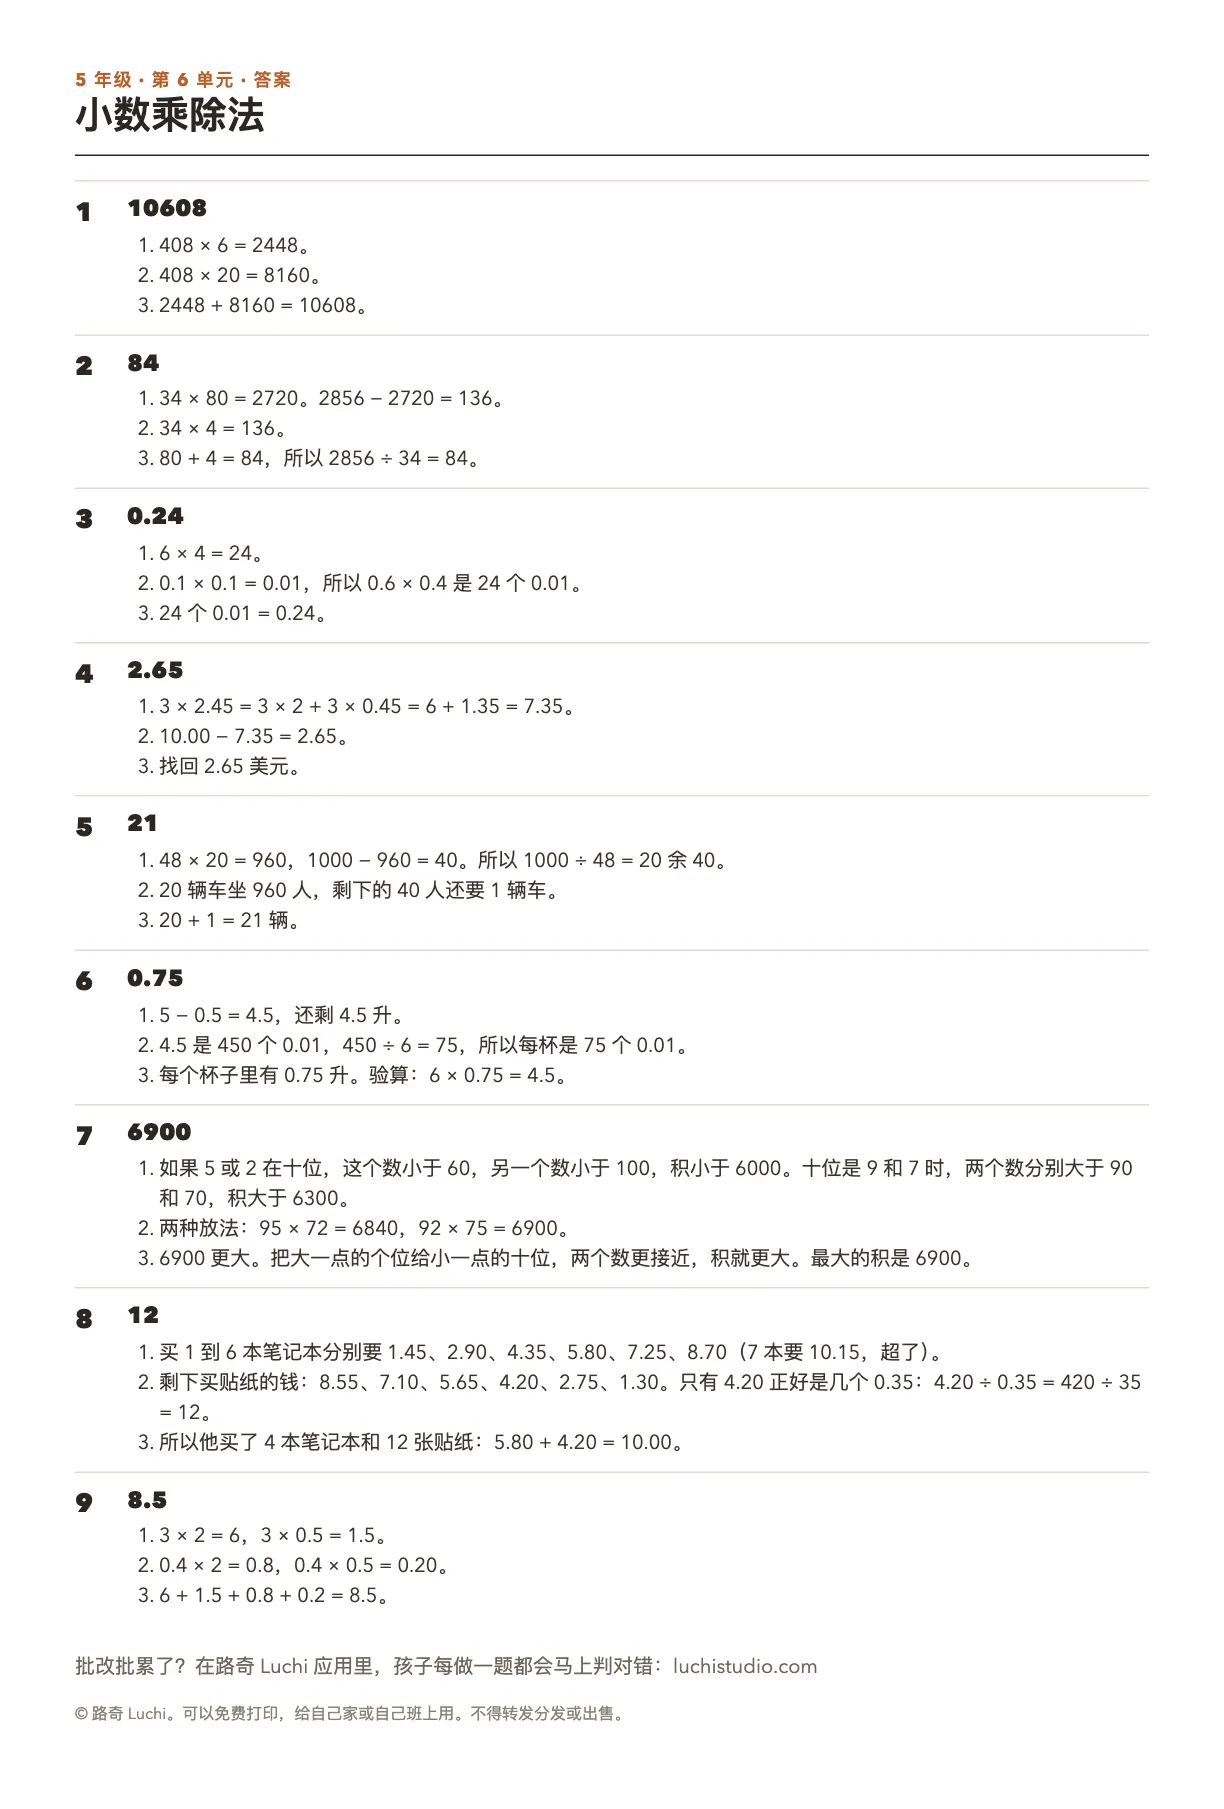 5 年级 · 第 6 单元 · 答案
小数乘除法
1 10608
1. 408 × 6 = 2448。
2. 408 × 20 = 8160。
3. 2448 + 8160 = 10608。
2 84
1. 34 × 80 = 2720。2856 − 2720 = 136。
2. 34 × 4 = 136。
3. 80 + 4 = 84，所以 2856 ÷ 34 = 84。
3 0.24
1. 6 × 4 = 24。
2. 0.1 × 0.1 = 0.01，所以 0.6 × 0.4 是 24 个 0.01。
3. 24 个 0.01 = 0.24。
4 2.65
1. 3 × 2.45 = 3 × 2 + 3 × 0.45 = 6 + 1.35 = 7.35。
2. 10.00 − 7.35 = 2.65。
3. 找回 2.65 美元。
5 21
1. 48 × 20 = 960，1000 − 960 = 40。所以 1000 ÷ 48 = 20 余 40。
2. 20 辆车坐 960 人，剩下的 40 人还要 1 辆车。
3. 20 + 1 = 21 辆。
6 0.75
1. 5 − 0.5 = 4.5，还剩 4.5 升。
2. 4.5 是 450 个 0.01，450 ÷ 6 = 75，所以每杯是 75 个 0.01。
3. 每个杯子里有 0.75 升。验算：6 × 0.75 = 4.5。
7 6900
1. 如果 5 或 2 在十位，这个数小于 60，另一个数小于 100，积小于 6000。十位是 9 和 7 时，两个数分别大于 90
和 70，积大于 6300。
2. 两种放法：95 × 72 = 6840，92 × 75 = 6900。
3. 6900 更大。把大一点的个位给小一点的十位，两个数更接近，积就更大。最大的积是 6900。
8 12
1. 买 1 到 6 本笔记本分别要 1.45、2.90、4.35、5.80、7.25、8.70（7 本要 10.15，超了）。
2. 剩下买贴纸的钱：8.55、7.10、5.65、4.20、2.75、1.30。只有 4.20 正好是几个 0.35：4.20 ÷ 0.35 = 420 ÷ 35
= 12。
3. 所以他买了 4 本笔记本和 12 张贴纸：5.80 + 4.20 = 10.00。
9 8.5
1. 3 × 2 = 6，3 × 0.5 = 1.5。
2. 0.4 × 2 = 0.8，0.4 × 0.5 = 0.20。
3. 6 + 1.5 + 0.8 + 0.2 = 8.5。
批改批累了？在路奇 Luchi 应用里，孩子每做一题都会马上判对错：luchistudio.com
© 路奇 Luchi。可以免费打印，给自己家或自己班上用。不得转发分发或出售。